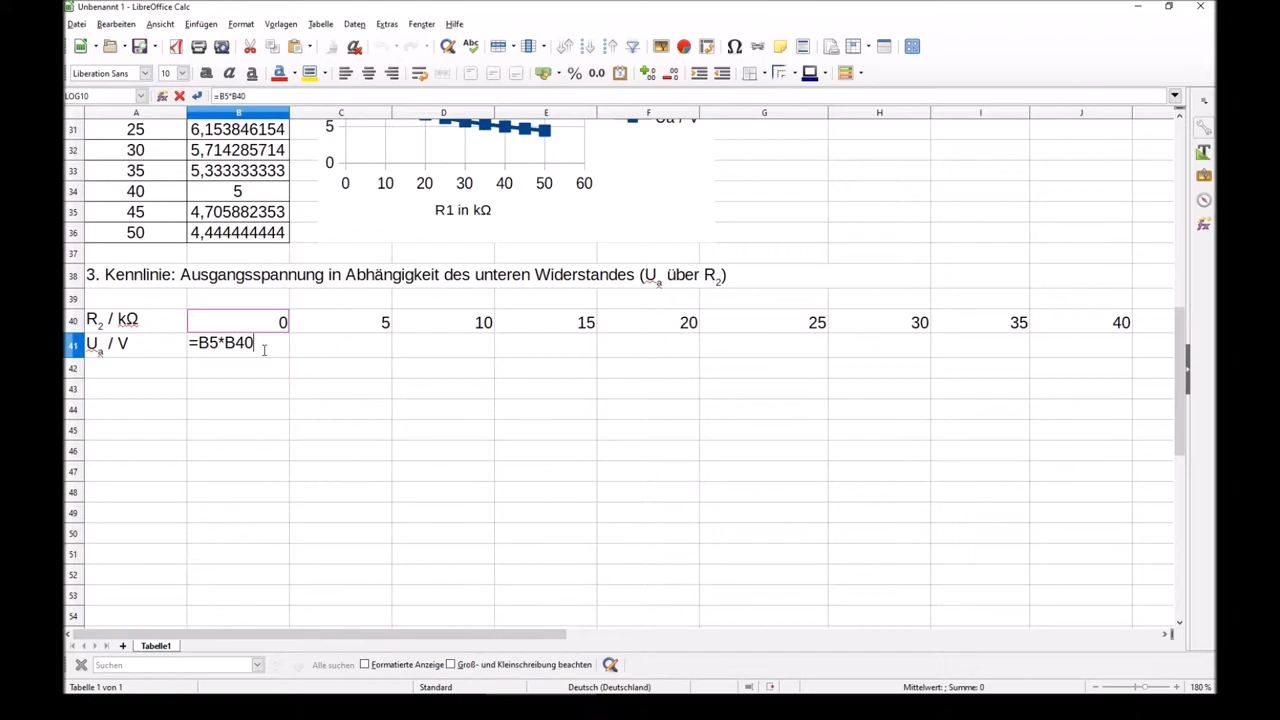 Unbenannt 1 - LibreOffice Calc
Datei Bearbeiten Ansicht Einfügen Format Vorlagen Tabelle Daten Extras Fenster Hilfe
Liberation Sans 10
LOG10 =B5*B40
A B C D E F G H I J
31 25 6,153846154
32 30 5,714285714
33 35 5,333333333
34 40 5
35 45 4,705882353
36 50 4,444444444
5
0
0 10 20 30 40 50 60
R1 in kΩ
37
38 3. Kennlinie: Ausgangsspannung in Abhängigkeit des unteren Widerstandes (Ua über R2)
39
40 R2 / kΩ 0 5 10 15 20 25 30 35 40
41 Ua / V =B5*B40
42
43
44
45
46
47
48
49
50
51
52
53
54
Tabelle1
Suchen Alle suchen Formatierte Anzeige Groß- und Kleinschreibung beachten
Tabelle 1 von 1 Standard Deutsch (Deutschland) Mittelwert: ; Summe: 0 180 %